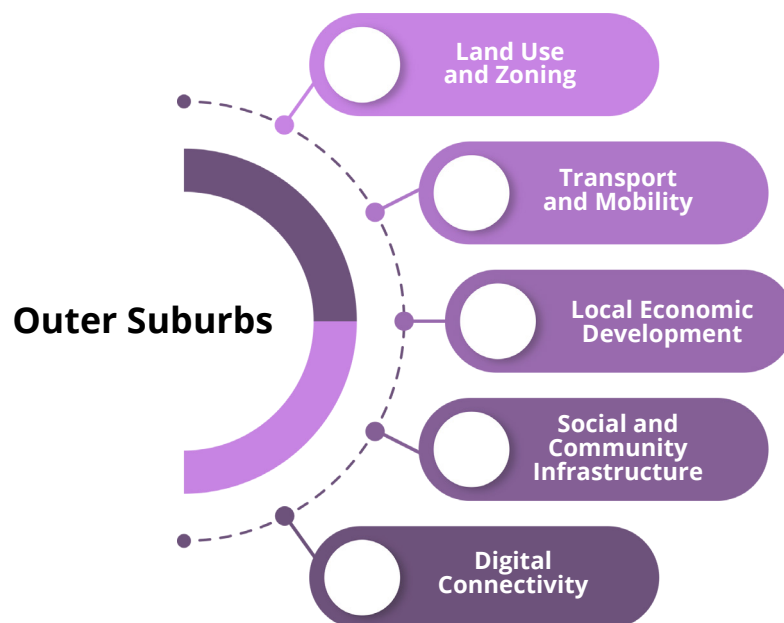 Land Use
and Zoning
Transport
and Mobility
Outer Suburbs
Local Economic
Development
Social and
Community
Infrastructure
Digital
Connectivity